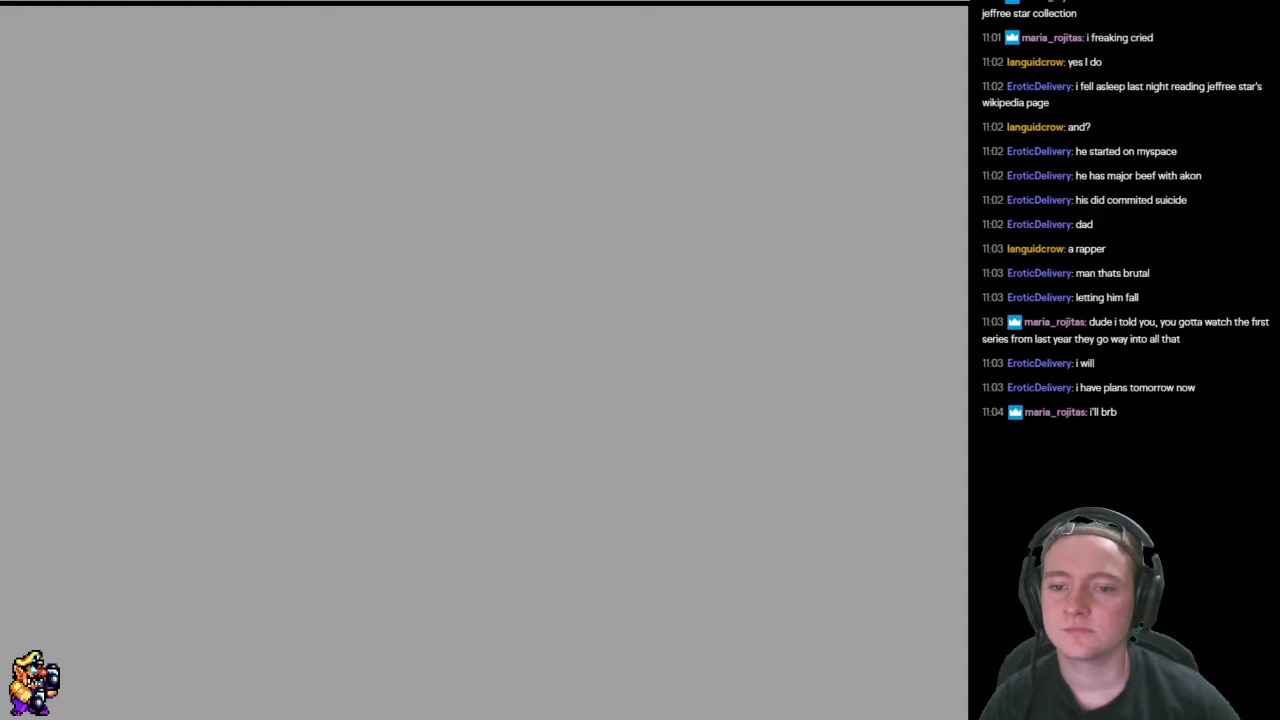 jeffree star collection
11:01 maria_rojitas: i freaking cried
11:02 languidcrow: yes I do
11:02 EroticDelivery: i fell asleep last night reading jeffree star's
wikipedia page
11:02 languidcrow: and?
11:02 EroticDelivery: he started on myspace
11:02 EroticDelivery: he has major beef with akon
11:02 EroticDelivery: his did commited suicide
11:02 EroticDelivery: dad
11:03 languidcrow: a rapper
11:03 EroticDelivery: man thats brutal
11:03 EroticDelivery: letting him fall
11:03 maria_rojitas: dude i told you, you gotta watch the first
series from last year they go way into all that
11:03 EroticDelivery: i will
11:03 EroticDelivery: i have plans tomorrow now
11:04 maria_rojitas: i'll brb